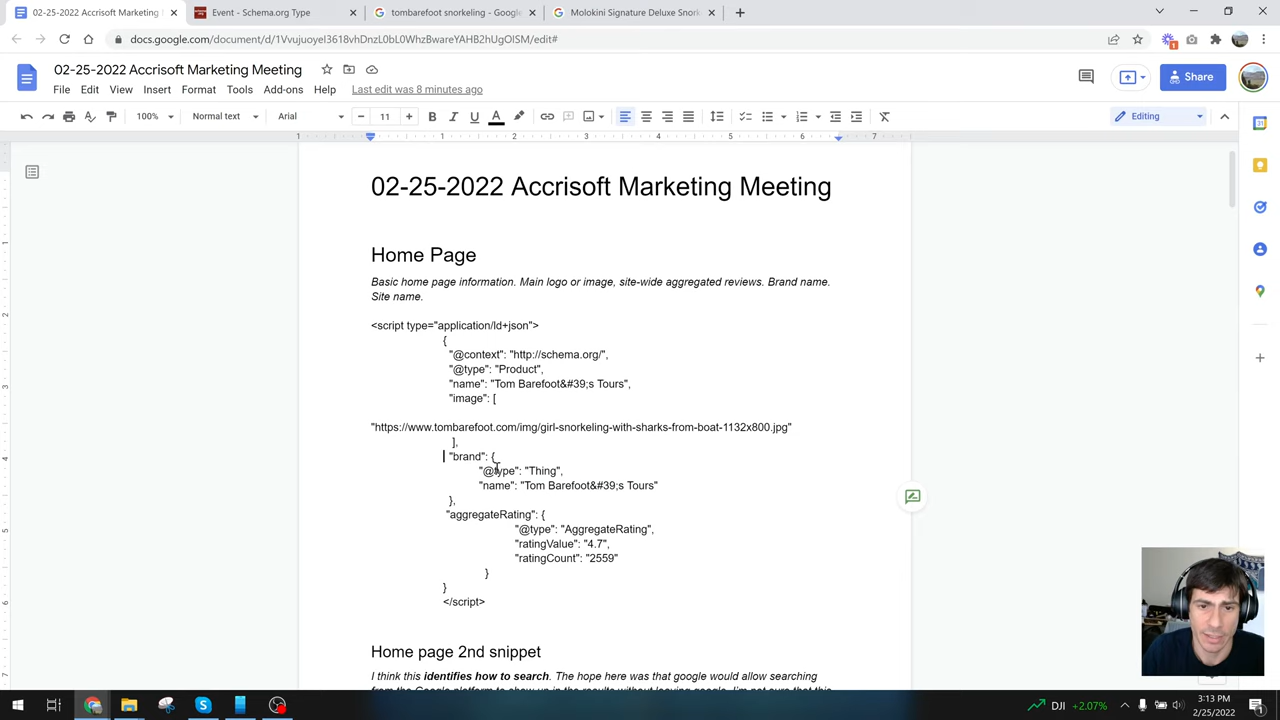 02-25-2022 Accrisoft Marketing
Event - Schema.org Type
tombarefoot snorkeling - Google
Molokini Signature Deluxe Snork
docs.google.com/document/d/1Vvujuoyel3618vhDnzL0bL0WhzBwareYAHB2hUgOlSM/edit#
02-25-2022 Accrisoft Marketing Meeting
File Edit View Insert Format Tools Add-ons Help Last edit was 8 minutes ago
Share
100% Normal text Arial 11 Editing
02-25-2022 Accrisoft Marketing Meeting
Home Page
Basic home page information. Main logo or image, site-wide aggregated reviews. Brand name.
Site name.
<script type="application/ld+json">
{
"@context": "http://schema.org/",
"@type": "Product",
"name": "Tom Barefoot&#39;s Tours",
"image": [
"https://www.tombarefoot.com/img/girl-snorkeling-with-sharks-from-boat-1132x800.jpg"
],
"brand": {
"@type": "Thing",
"name": "Tom Barefoot&#39;s Tours"
},
"aggregateRating": {
"@type": "AggregateRating",
"ratingValue": "4.7",
"ratingCount": "2559"
}
}
</script>
Home page 2nd snippet
I think this identifies how to search. The hope here was that google would allow searching
DJI +2.07%
3:13 PM
2/25/2022